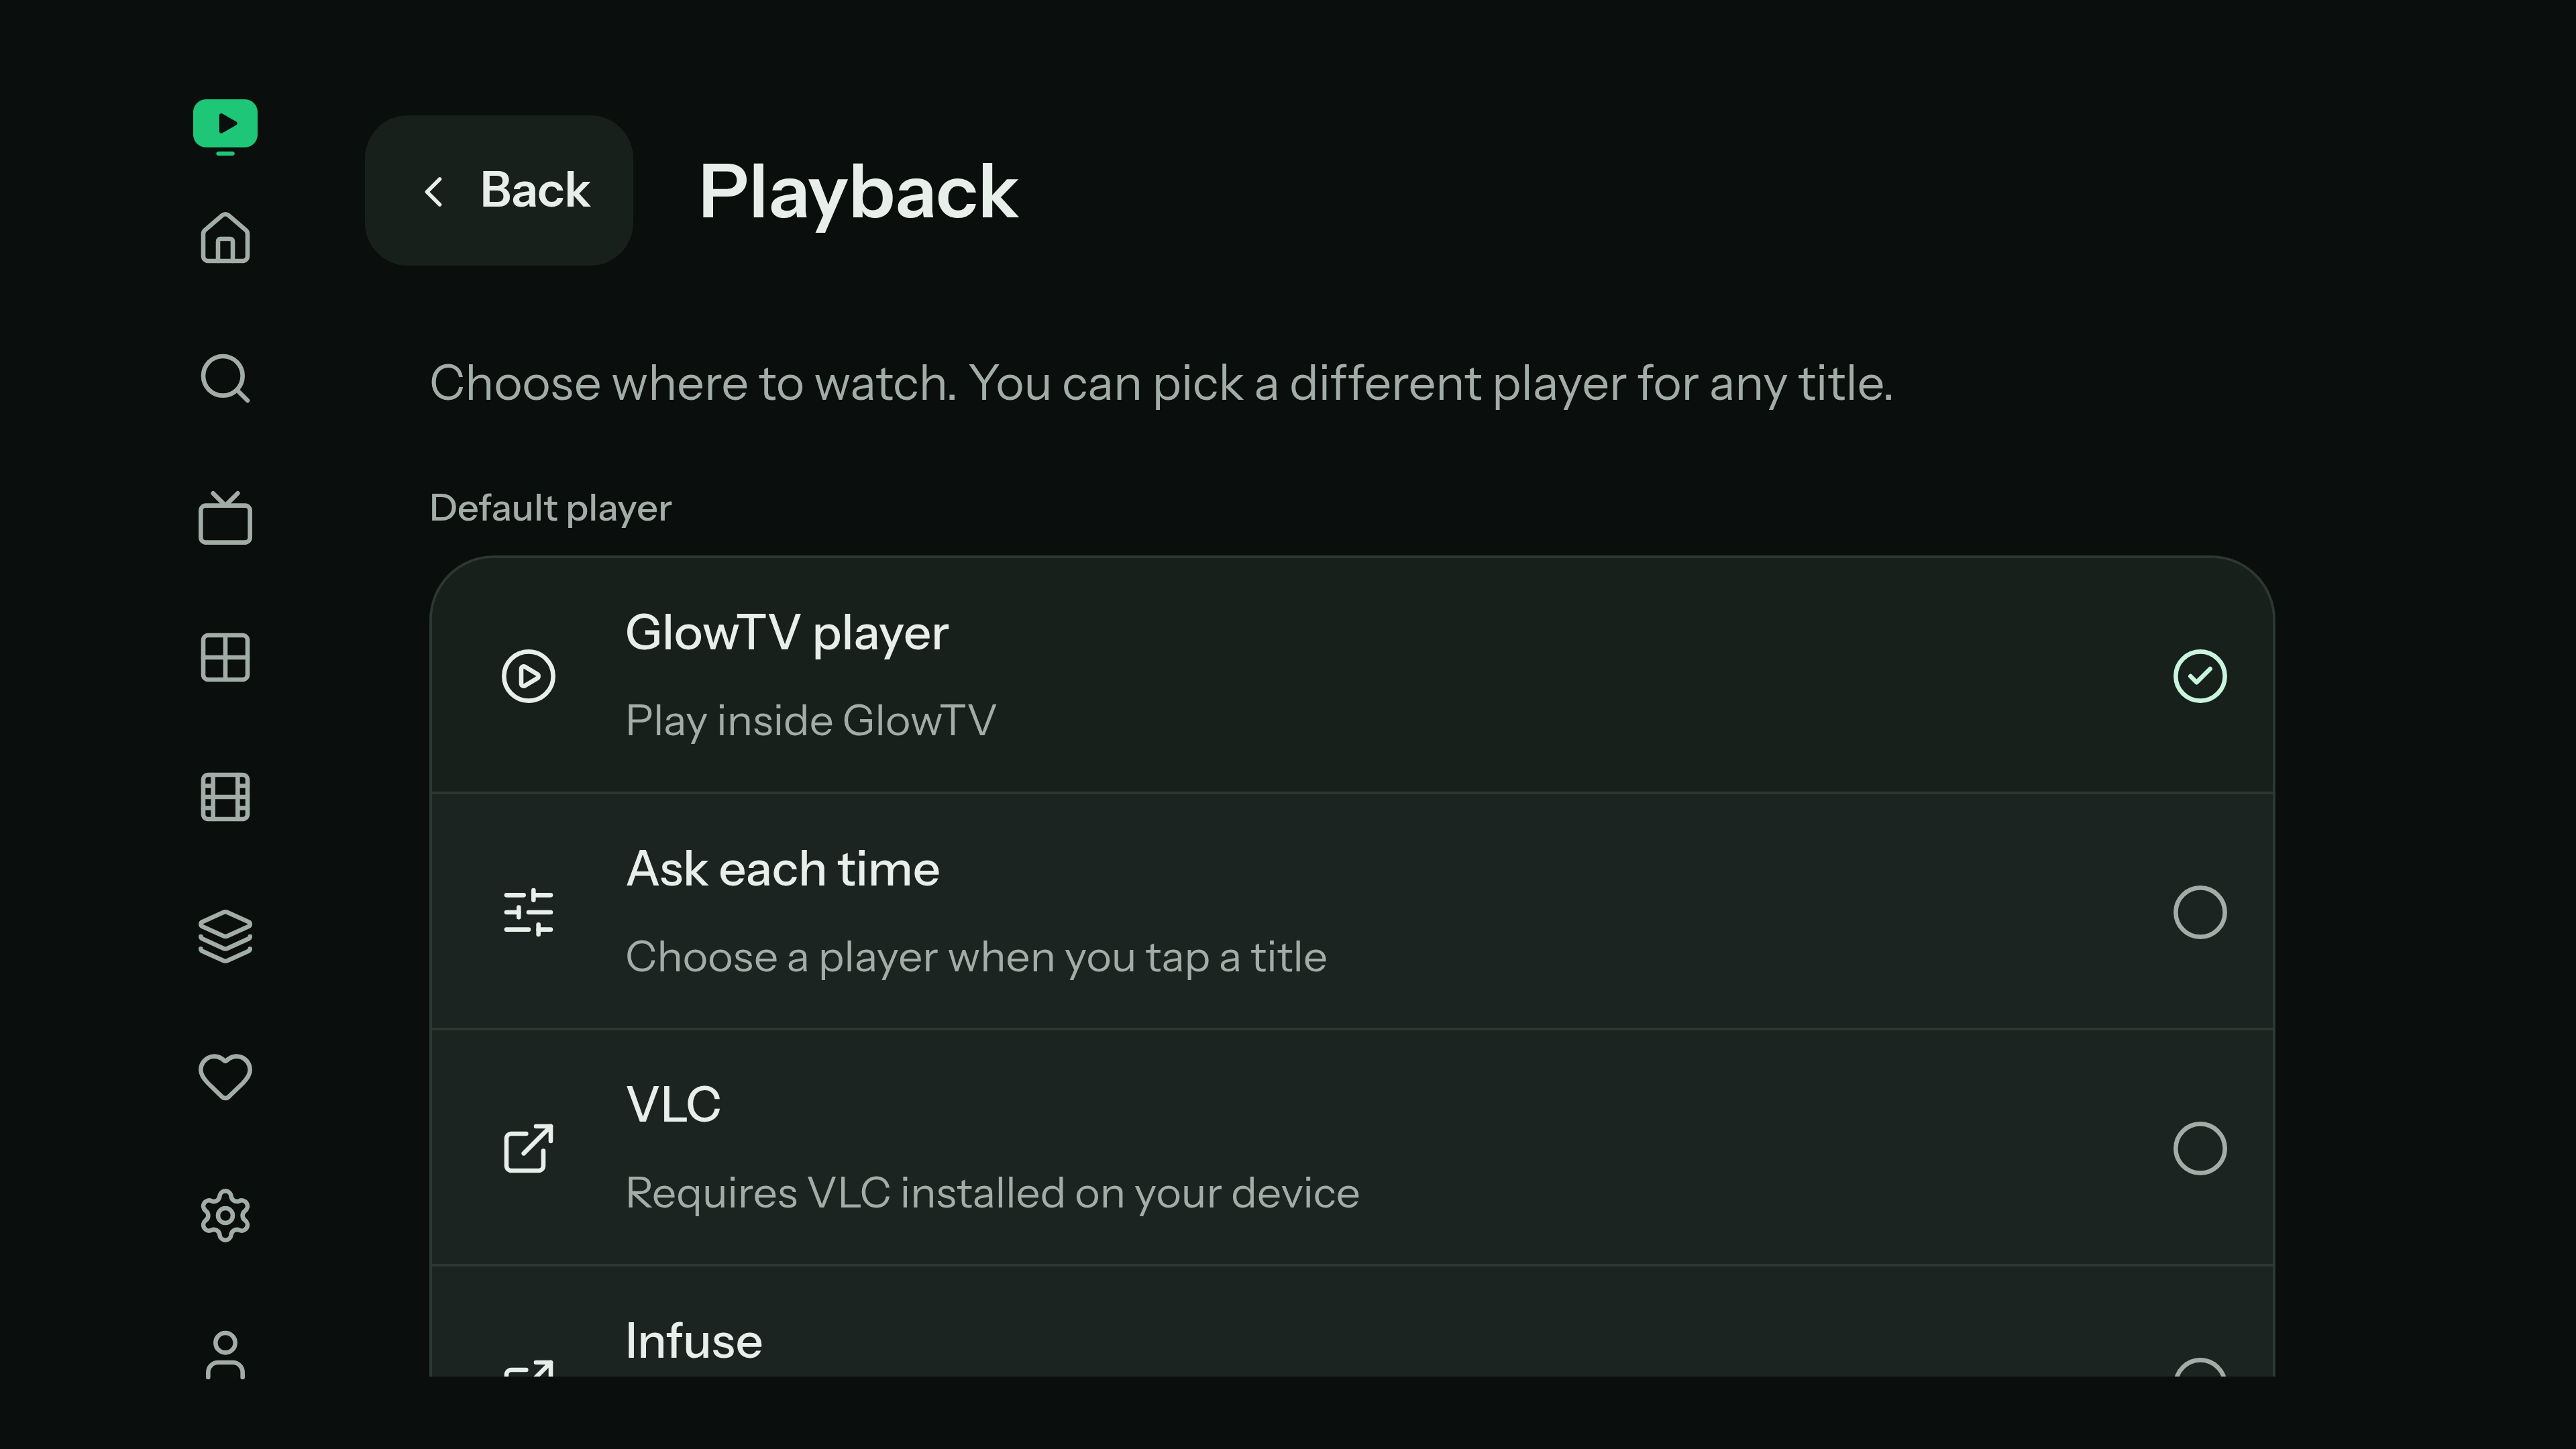 Back
Playback
Choose where to watch. You can pick a different player for any title.
Default player
GlowTV player
Play inside GlowTV
Ask each time
Choose a player when you tap a title
VLC
Requires VLC installed on your device
Infuse